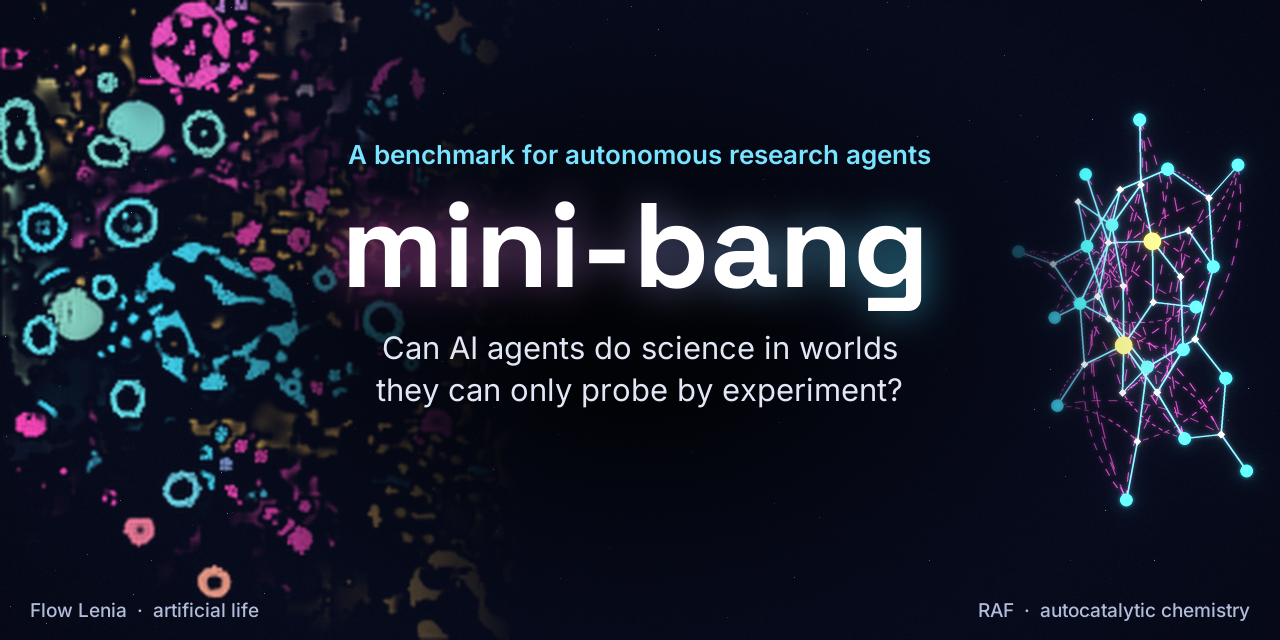 A benchmark for autonomous research agents
mini-bang
Can AI agents do science in worlds
they can only probe by experiment?
Flow Lenia · artificial life
RAF · autocatalytic chemistry